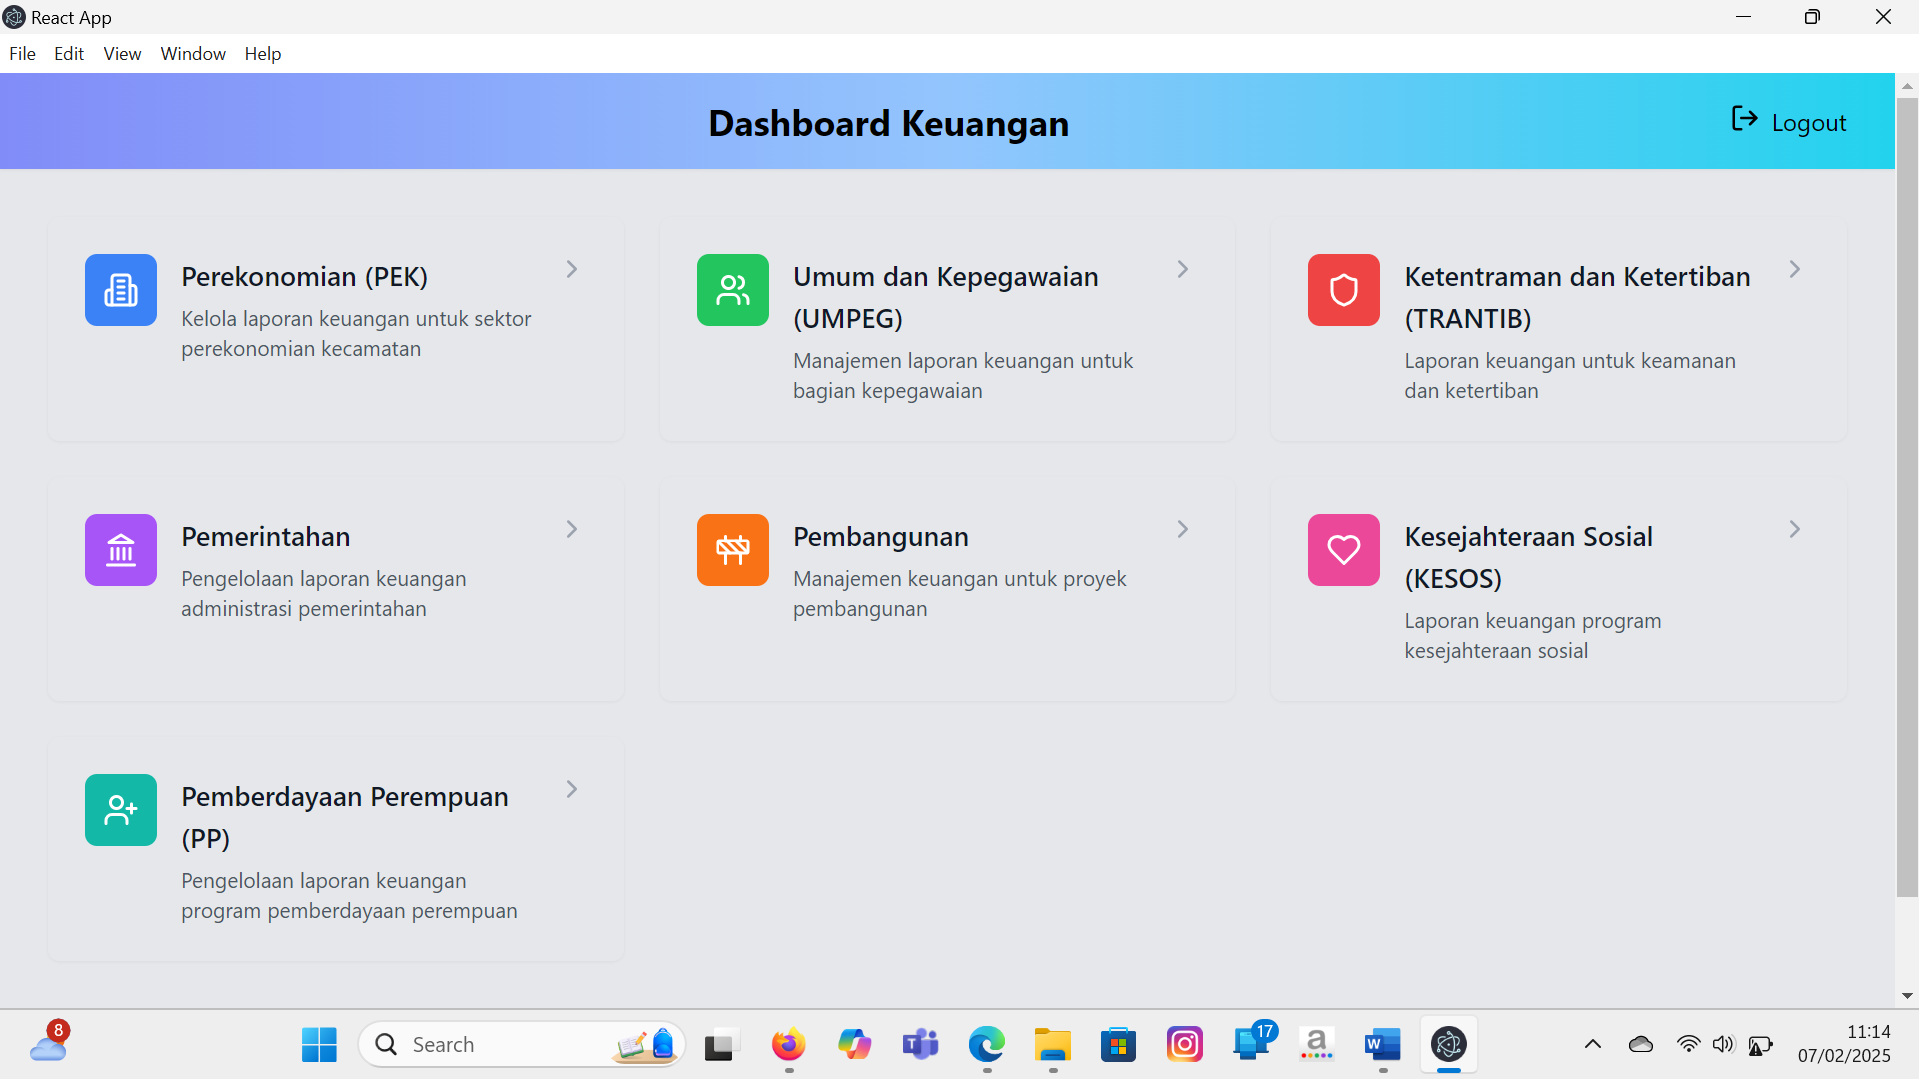 React App
File Edit View Window Help
Dashboard Keuangan
Logout
Perekonomian (PEK)
Kelola laporan keuangan untuk sektor
perekonomian kecamatan
Umum dan Kepegawaian
(UMPEG)
Manajemen laporan keuangan untuk
bagian kepegawaian
Ketentraman dan Ketertiban
(TRANTIB)
Laporan keuangan untuk keamanan
dan ketertiban
Pemerintahan
Pengelolaan laporan keuangan
administrasi pemerintahan
Pembangunan
Manajemen keuangan untuk proyek
pembangunan
Kesejahteraan Sosial
(KESOS)
Laporan keuangan program
kesejahteraan sosial
Pemberdayaan Perempuan
(PP)
Pengelolaan laporan keuangan
program pemberdayaan perempuan
8
Search
T
17
a
W
11:14
07/02/2025